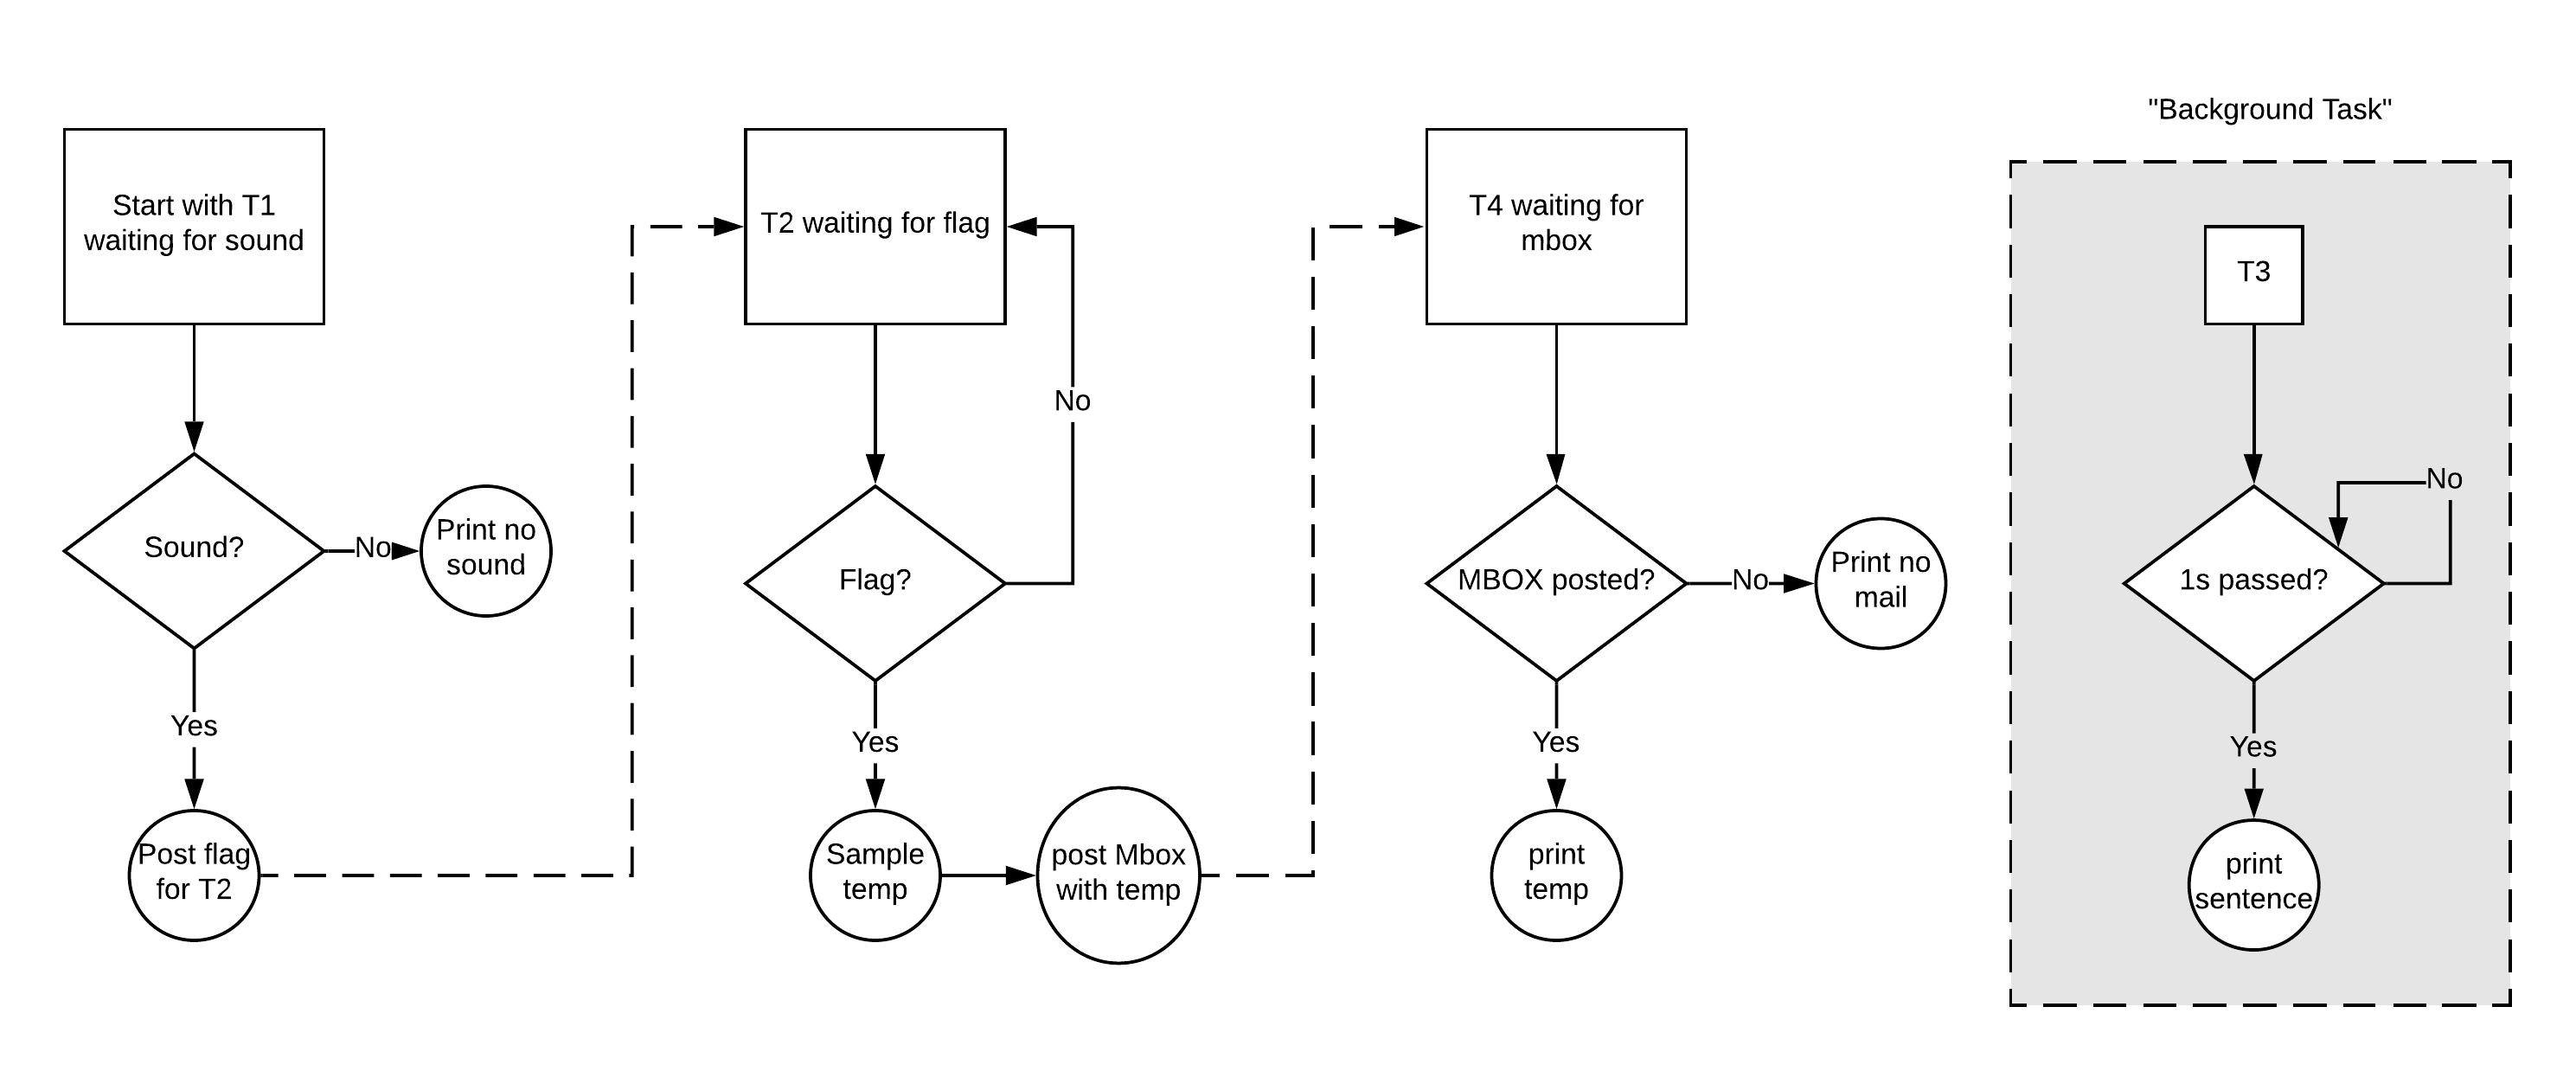 "Background Task"
Start with T1
waiting for sound
T2 waiting for flag
T4 waiting for
mbox
T3
No
No
Sound?
No
Print no
sound
Flag?
MBOX posted?
No
Print no
mail
1s passed?
Yes
Yes
Yes
Yes
Post flag
for T2
Sample
temp
post Mbox
with temp
print
temp
print
sentence